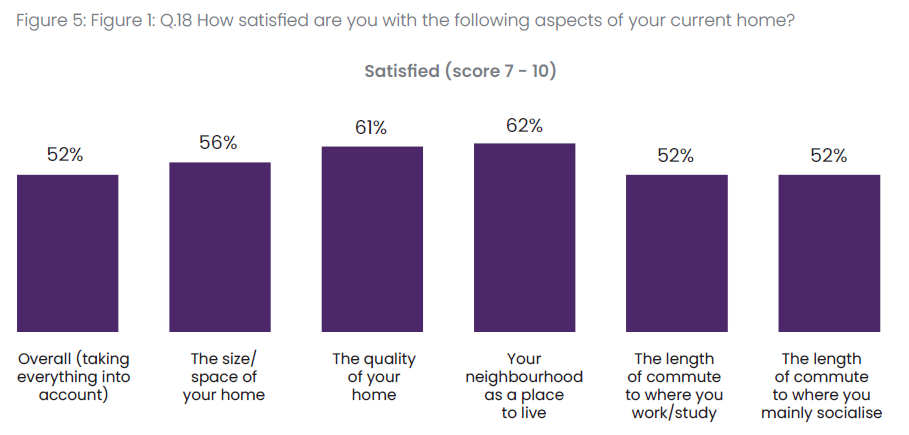 Figure 5: Figure 1: Q.18 How satisfied are you with the following aspects of your current home?
Satisfied (score 7 - 10)
52%
56%
61%
62%
52%
52%
Overall (taking
everything into
account)
The size/
space of
your home
The quality
of your
home
Your
neighbourhood
as a place
to live
The length
of commute
to where you
work/study
The length
of commute
to where you
mainly socialise